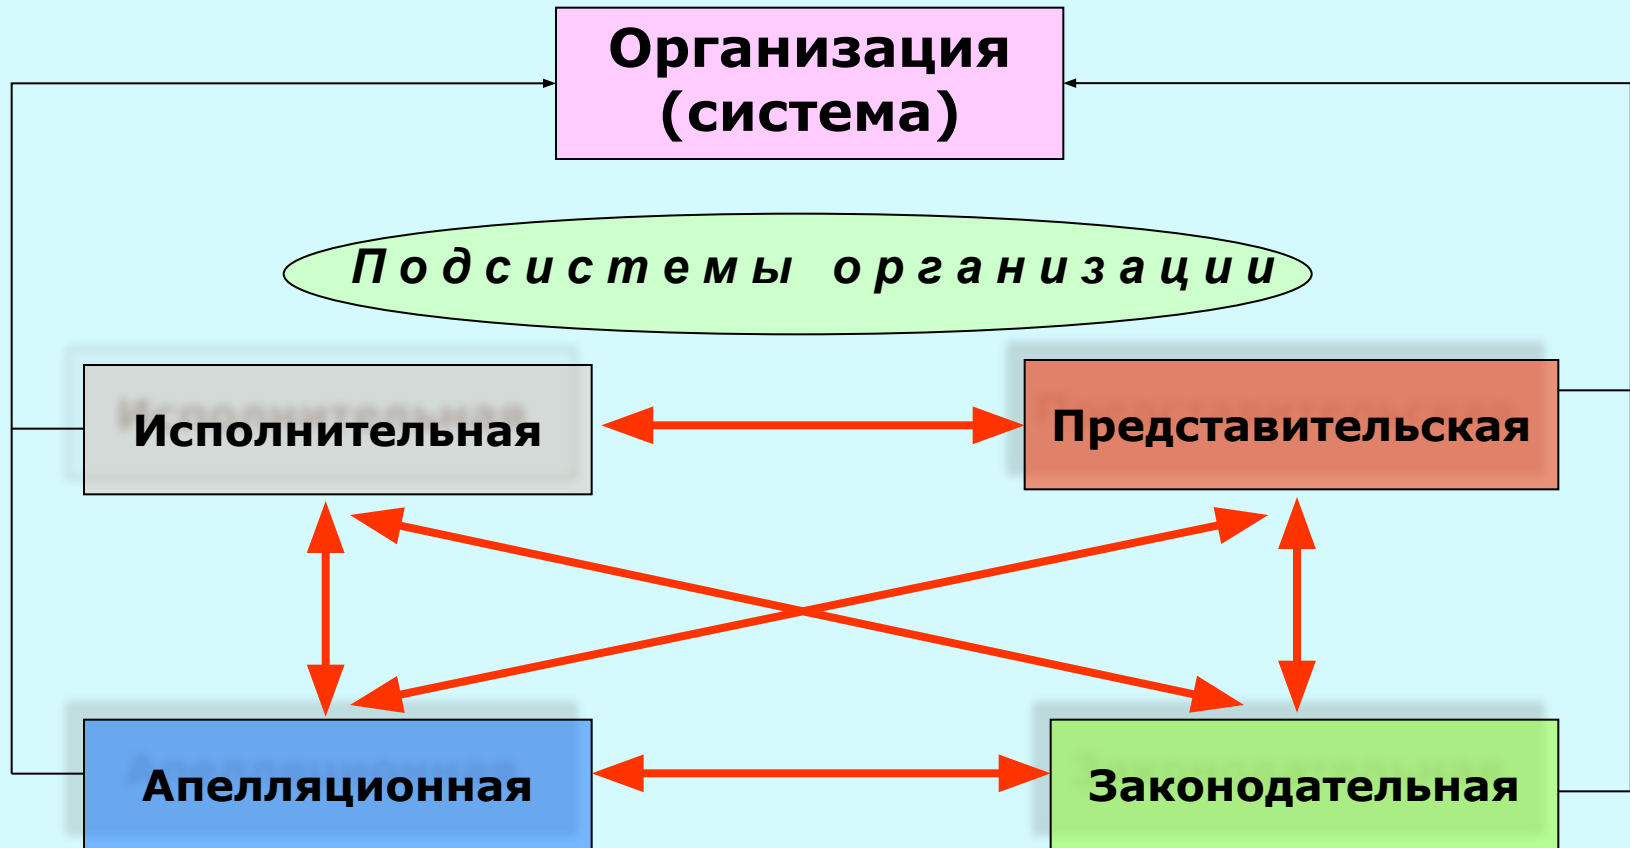 Организация
(система)
Подсистемы организации
Исполнительная
Представительская
Апелляционная
Законодательная